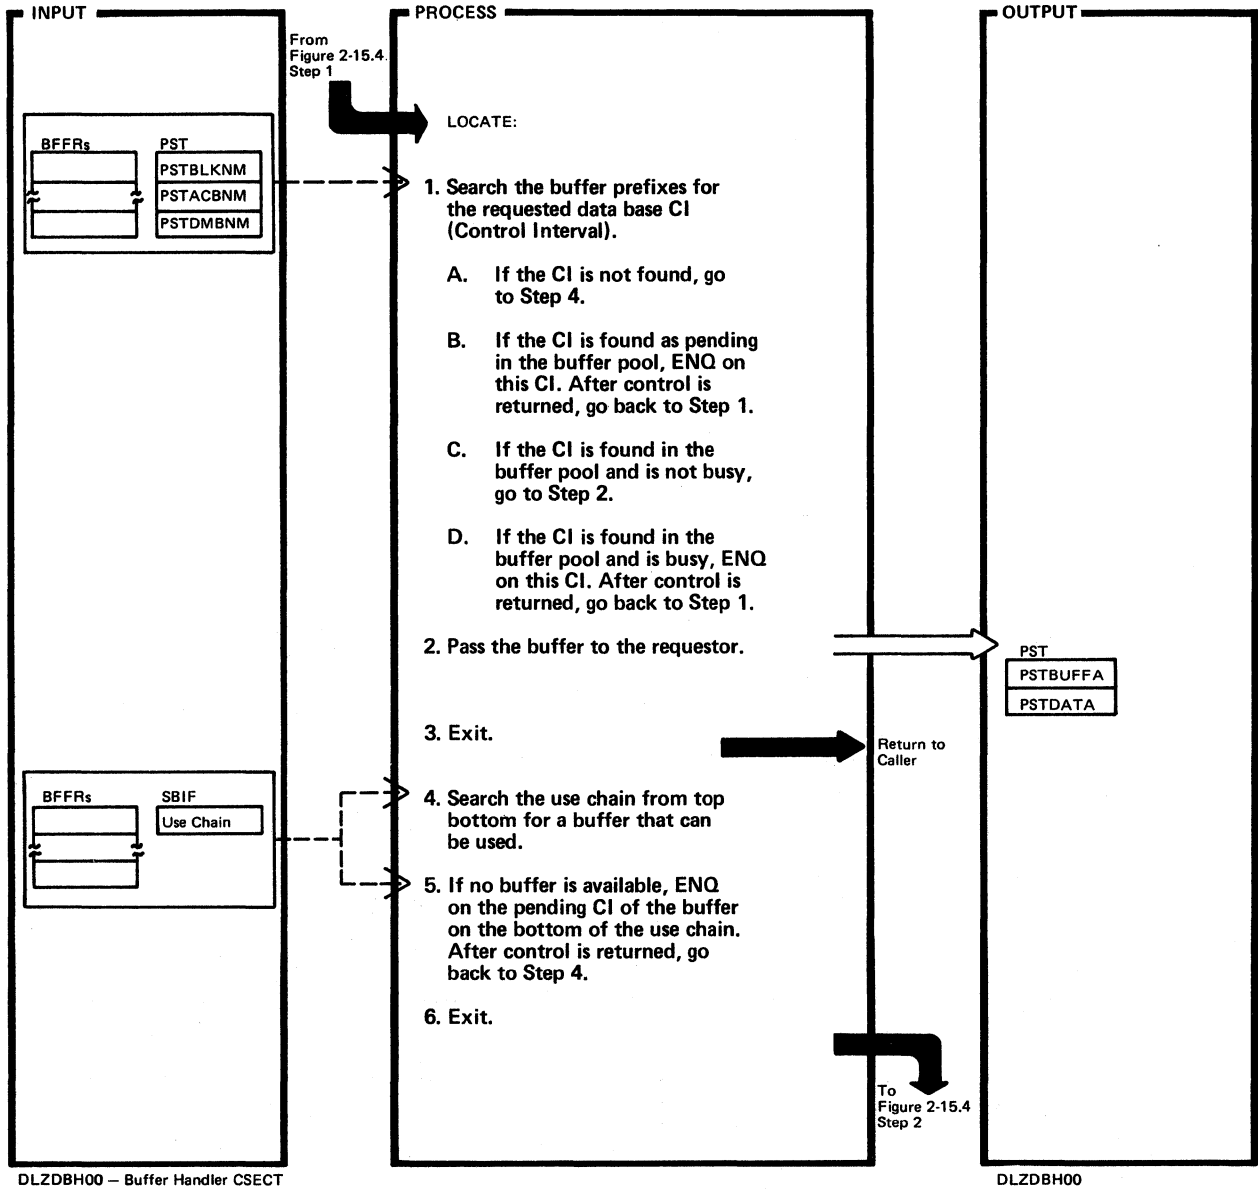 INPUT
PROCESS
OUTPUT
From
Figure 2-15.4
Step 1
LOCATE:
BFFRs
PST
PSTBLKNM
PSTACBNM
PSTDMBNM
1. Search the buffer prefixes for
the requested data base CI
(Control Interval).
A. If the CI is not found, go
to Step 4.
B. If the CI is found as pending
in the buffer pool, ENQ on
this CI. After control is
returned, go back to Step 1.
C. If the CI is found in the
buffer pool and is not busy,
go to Step 2.
D. If the CI is found in the
buffer pool and is busy, ENQ
on this CI. After control is
returned, go back to Step 1.
2. Pass the buffer to the requestor.
PST
PSTBUFFA
PSTDATA
3. Exit.
Return to
Caller
BFFRs
SBIF
Use Chain
4. Search the use chain from top
bottom for a buffer that can
be used.
5. If no buffer is available, ENQ
on the pending CI of the buffer
on the bottom of the use chain.
After control is returned, go
back to Step 4.
6. Exit.
To
Figure 2-15.4
Step 2
DLZDBH00 – Buffer Handler CSECT
DLZDBH00